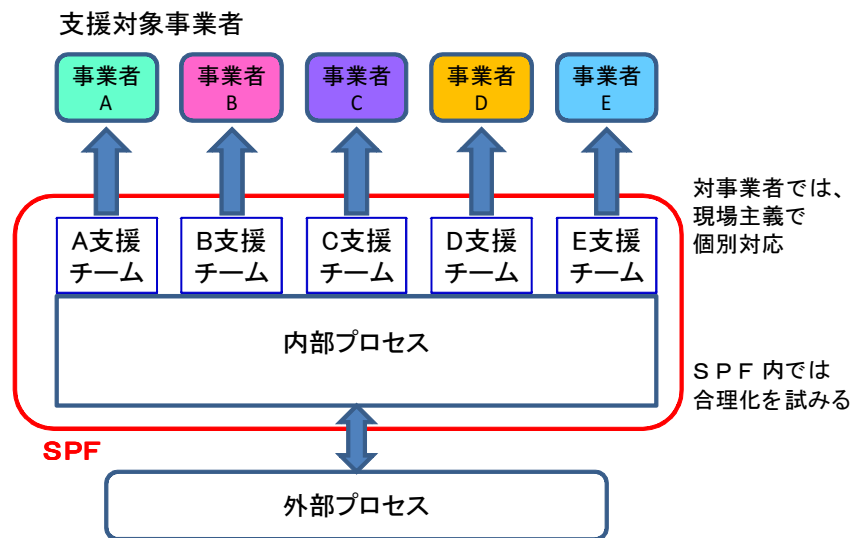 支援対象事業者
事業者
A
事業者
B
事業者
C
事業者
D
事業者
E
A支援
チーム
B支援
チーム
C支援
チーム
D支援
チーム
E支援
チーム
対事業者では、
現場主義で
個別対応
内部プロセス
ＳＰＦ内では
合理化を試みる
SPF
外部プロセス